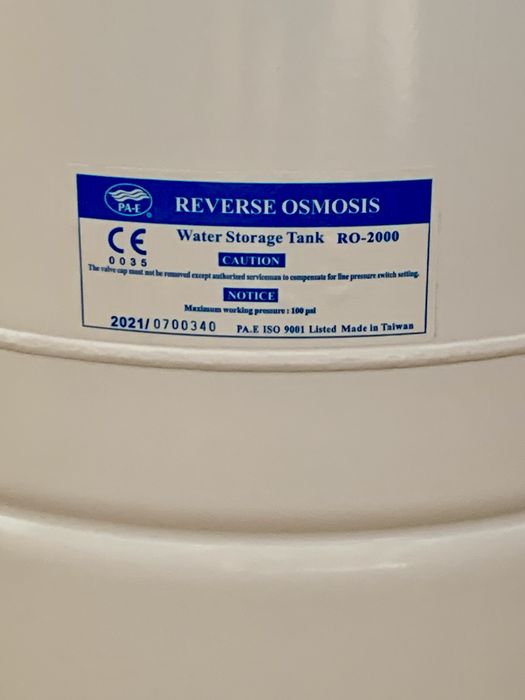 PA-E ®
REVERSE OSMOSIS
CE
0035
Water Storage Tank RO-2000
CAUTION
The valve cap must not be removed except authorized serviceman to compensate for line pressure switch setting.
NOTICE
Maximum working pressure : 100 psl
2021/0700340 PA.E ISO 9001 Listed Made in Taiwan